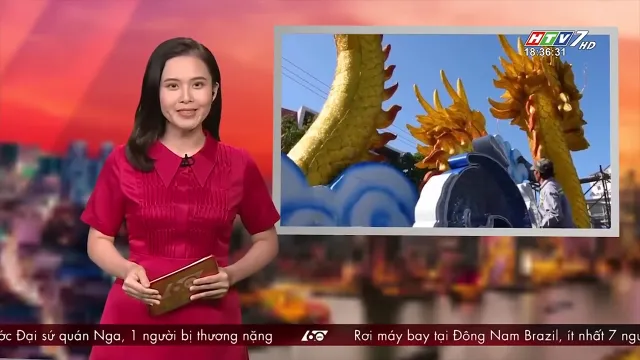 HTV7 HD
18:36:31
ớc Đại sứ quán Nga, 1 người bị thương nặng 60 Rơi máy bay tại Đông Nam Brazil, ít nhất 7 ng